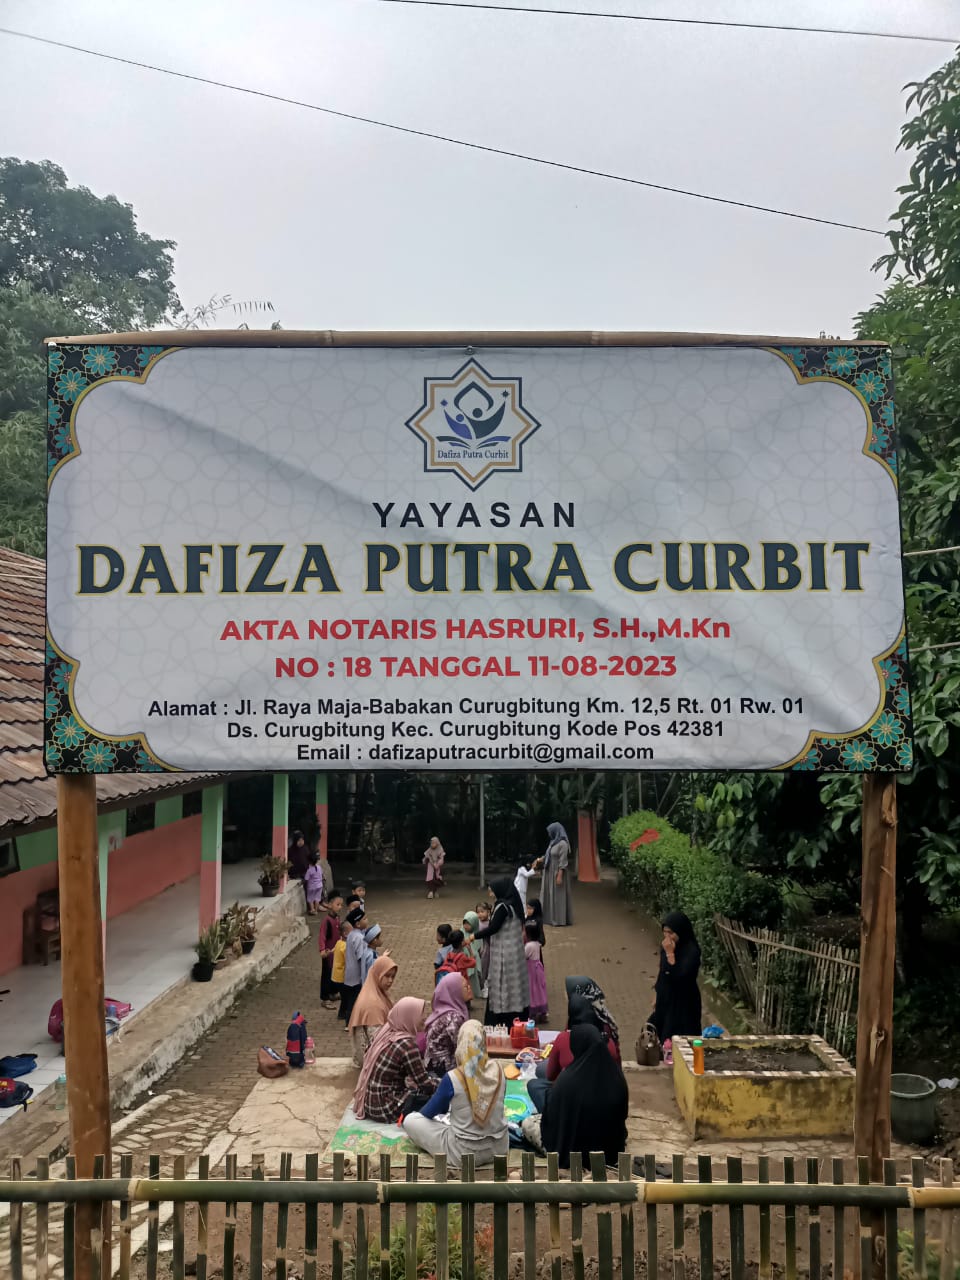 Dafiza Putra Curbit
YAYASAN
DAFIZA PUTRA CURBIT
AKTA NOTARIS HASRURI, S.H.,M.Kn
NO : 18 TANGGAL 11-08-2023
Alamat : Jl. Raya Maja-Babakan Curugbitung Km. 12,5 Rt. 01 Rw. 01
Ds. Curugbitung Kec. Curugbitung Kode Pos 42381
Email : dafizaputracurbit@gmail.com